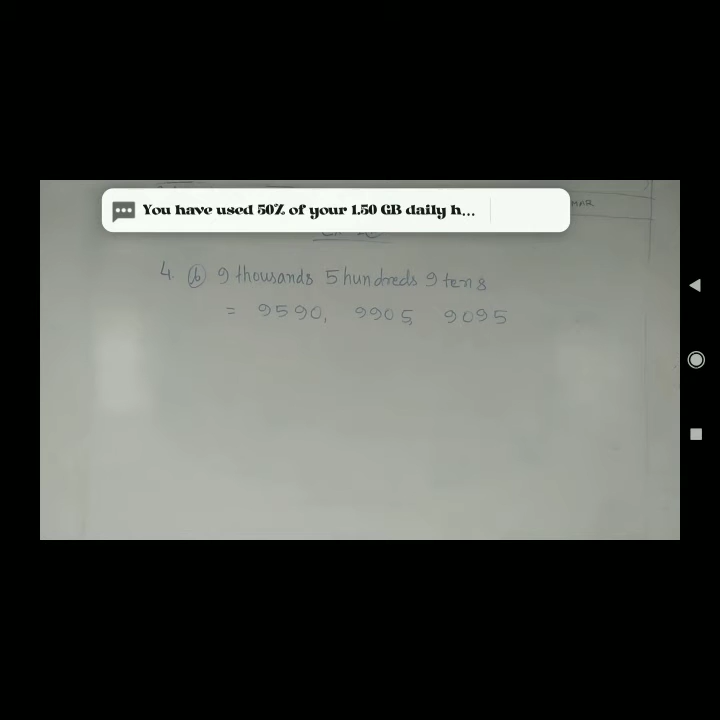 You have used 50% of your 1.50 GB daily h...
4. (b) 9 thousands 5 hundreds 9 tens
= 9590, 9905 9095